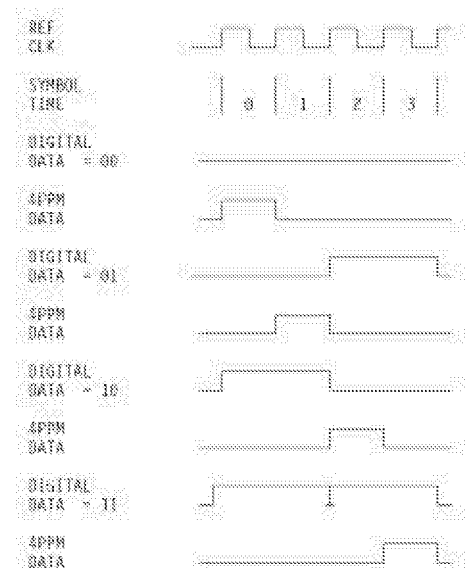 REF
CLK
SYMBOL
TIME
0 1 2 3
DIGITAL
DATA = 00
4PPM
DATA
DIGITAL
DATA = 01
4PPM
DATA
DIGITAL
DATA = 10
4PPM
DATA
DIGITAL
DATA = 11
4PPM
DATA